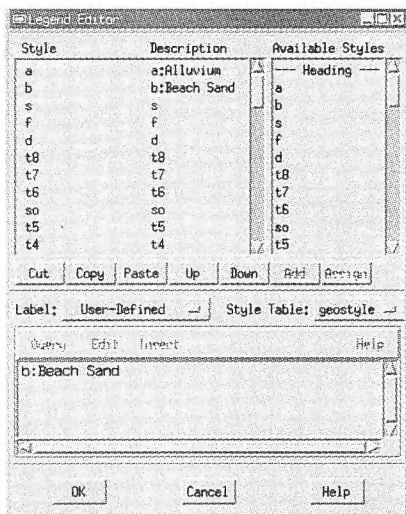 Legend Editor
Style Description Available Styles
a a:Alluvium --- Heading ---
b b:Beach Sand a
s s b
f f s
d d f
t8 t8 d
t7 t7 t8
t6 t6 t7
so so t6
t5 t5 so
t4 t4 t5
Cut Copy Paste Up Down Add Assign
Label: User-Defined Style Table: geostyle
Query Edit Insert Help
b:Beach Sand
OK Cancel Help